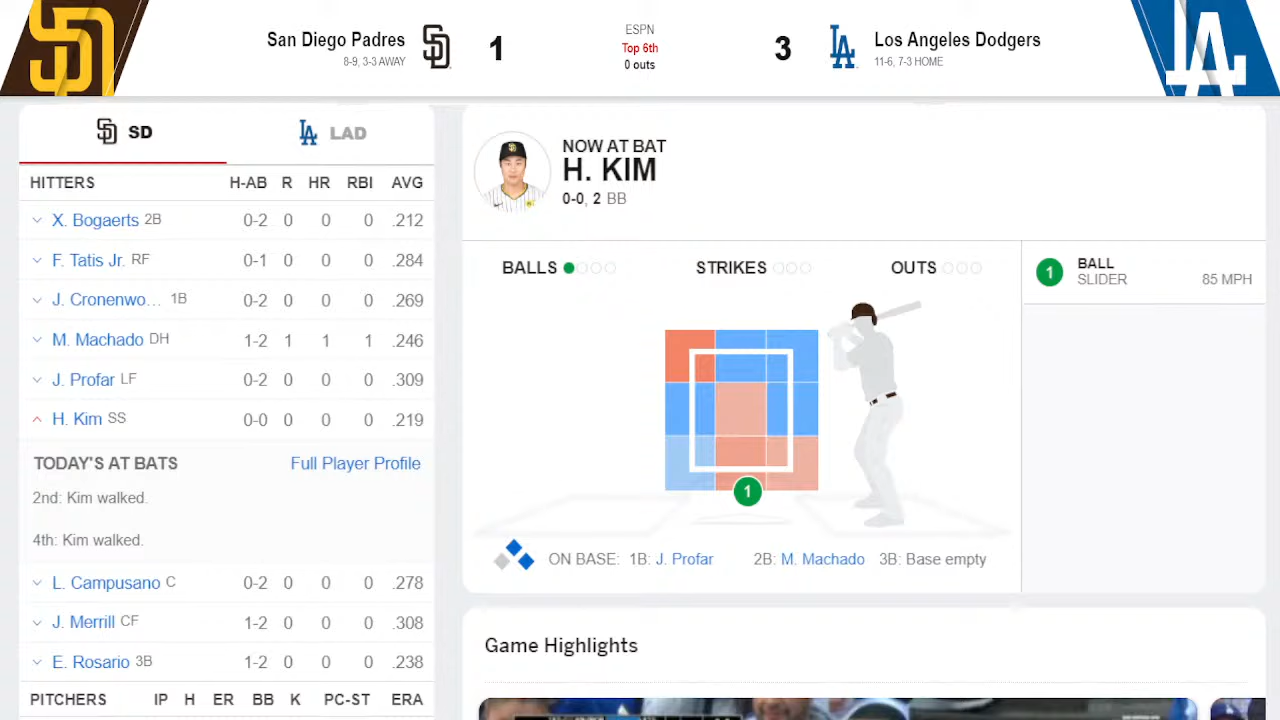 ESPN
San Diego Padres 1 Top 6th 3 Los Angeles Dodgers
8-9, 3-3 AWAY 0 outs 11-6, 7-3 HOME
SD LAD
HITTERS H-AB R HR RBI AVG
X. Bogaerts 2B 0-2 0 0 0 .212
F. Tatis Jr. RF 0-1 0 0 0 .284
J. Cronenwo... 1B 0-2 0 0 0 .269
M. Machado DH 1-2 1 1 1 .246
J. Profar LF 0-2 0 0 0 .309
H. Kim SS 0-0 0 0 0 .219
TODAY'S AT BATS Full Player Profile
2nd: Kim walked.
4th: Kim walked.
L. Campusano C 0-2 0 0 0 .278
J. Merrill CF 1-2 0 0 0 .308
E. Rosario 3B 1-2 0 0 0 .238
PITCHERS IP H ER BB K PC-ST ERA
NOW AT BAT
H. KIM
0-0, 2 BB
BALLS STRIKES OUTS
1 BALL
SLIDER 85 MPH
1
ON BASE: 1B: J. Profar 2B: M. Machado 3B: Base empty
Game Highlights